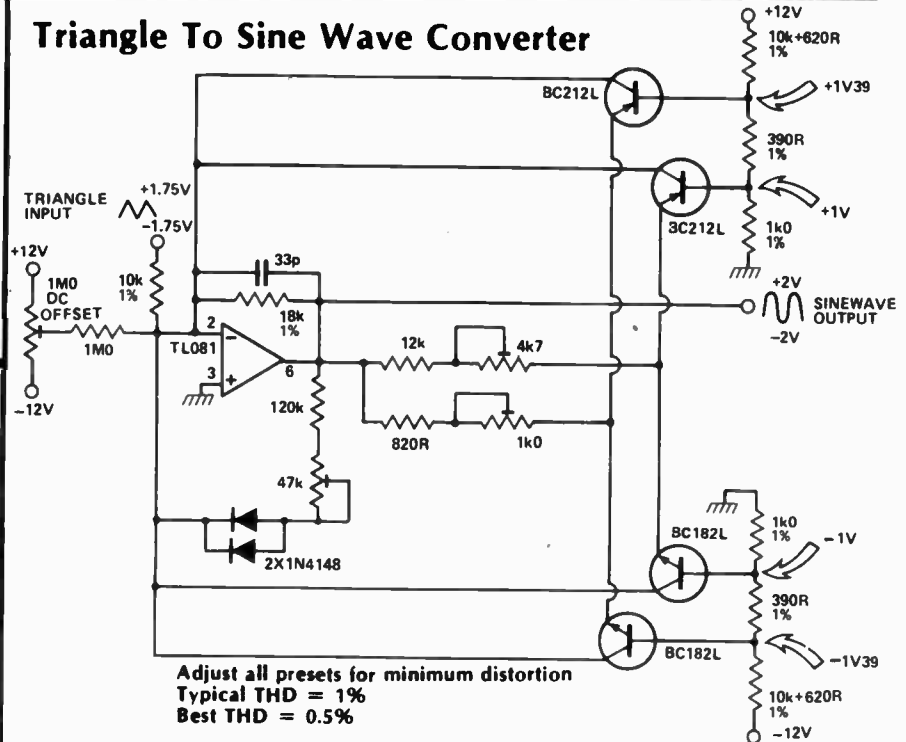 Triangle To Sine Wave Converter
+12V
10k+620R
1%
BC212L
+1V39
390R
1%
TRIANGLE
INPUT
+1.75V
-1.75V
3C212L
+1V
1k0
1%
+12V
1M0
DC
OFFSET
10k
1%
33p
18k
1%
+2V
SINEWAVE
OUTPUT
-2V
1M0
2
TL081
-
6
3
+
12k
4k7
-12V
120k
820R
1k0
47k
2X1N4148
BC182L
1k0
1%
-1V
390R
1%
BC182L
-1V39
10k+620R
1%
-12V
Adjust all presets for minimum distortion
Typical THD = 1%
Best THD = 0.5%